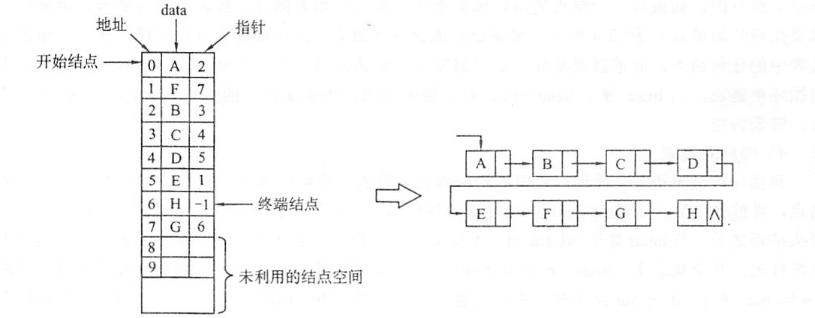 data
地址
指针
开始结点
0 A 2
1 F 7
2 B 3
3 C 4
4 D 5
5 E 1
6 H -1
终端结点
7 G 6
8
9
未利用的结点空间
A B C D
E F G H ∧